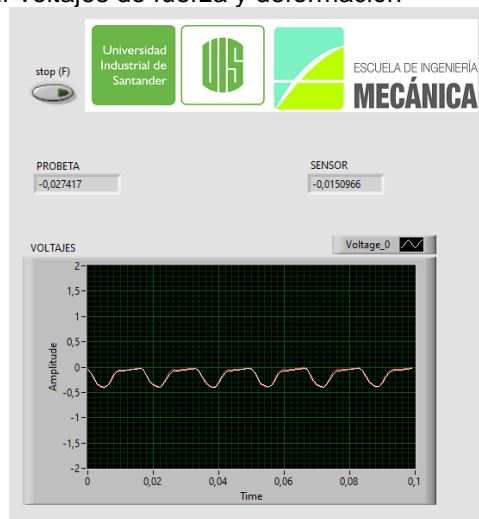 voltajes de fuerza y deformación
stop (F)
Universidad
Industrial de
Santander
UIS
ESCUELA DE INGENIERÍA
MECÁNICA
PROBETA
-0,027417
SENSOR
-0,0150966
VOLTAJES
Voltage_0
Amplitude
2
1,5
1
0,5
0
-0,5
-1
-1,5
-2
0 0,02 0,04 0,06 0,08 0,1
Time